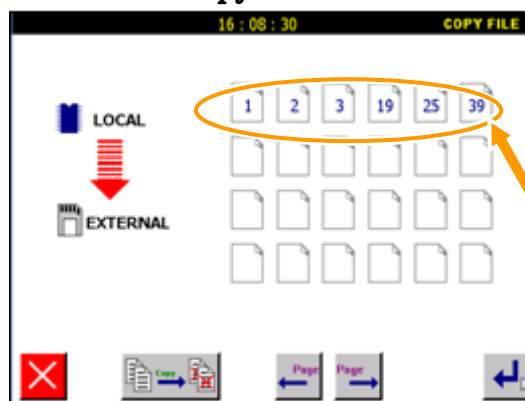 16 : 08 : 30 COPY FILE
1 2 3 19 25 39
LOCAL
EXTERNAL
Copy Page Page